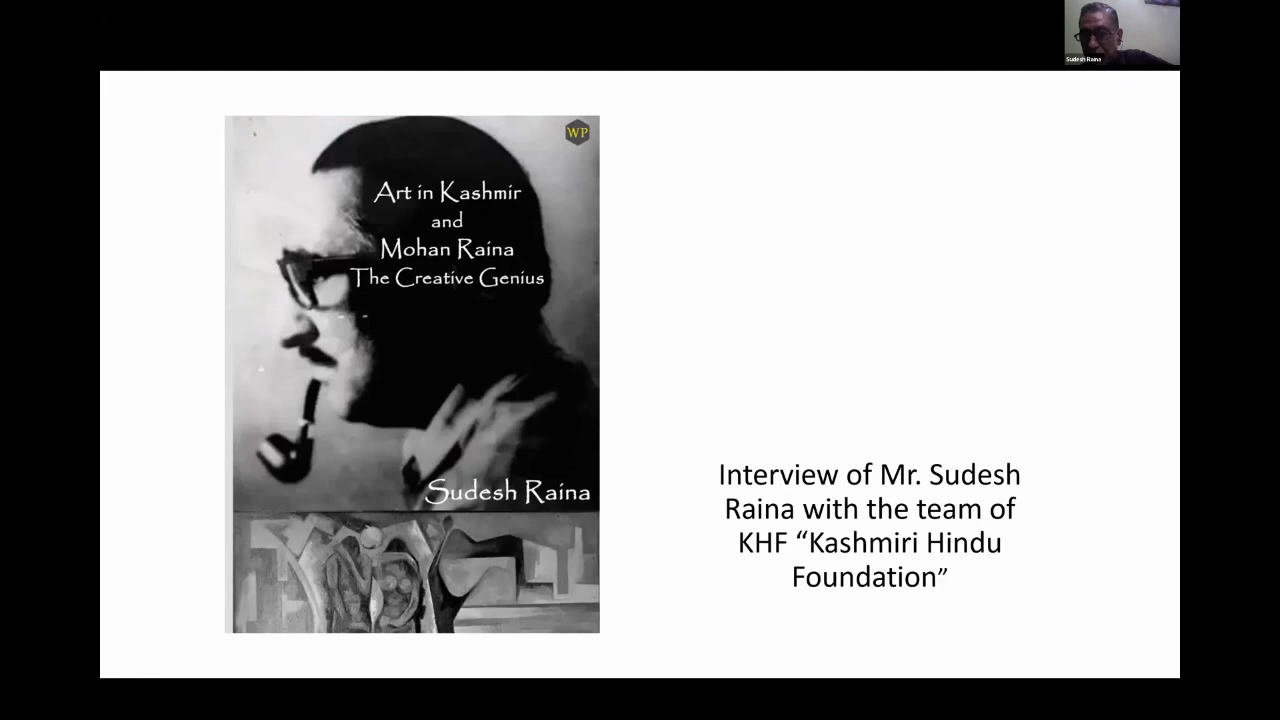 Sudesh Raina
WP
Art in Kashmir
and
Mohan Raina
The Creative Genius
Sudesh Raina
Interview of Mr. Sudesh
Raina with the team of
KHF “Kashmiri Hindu
Foundation”